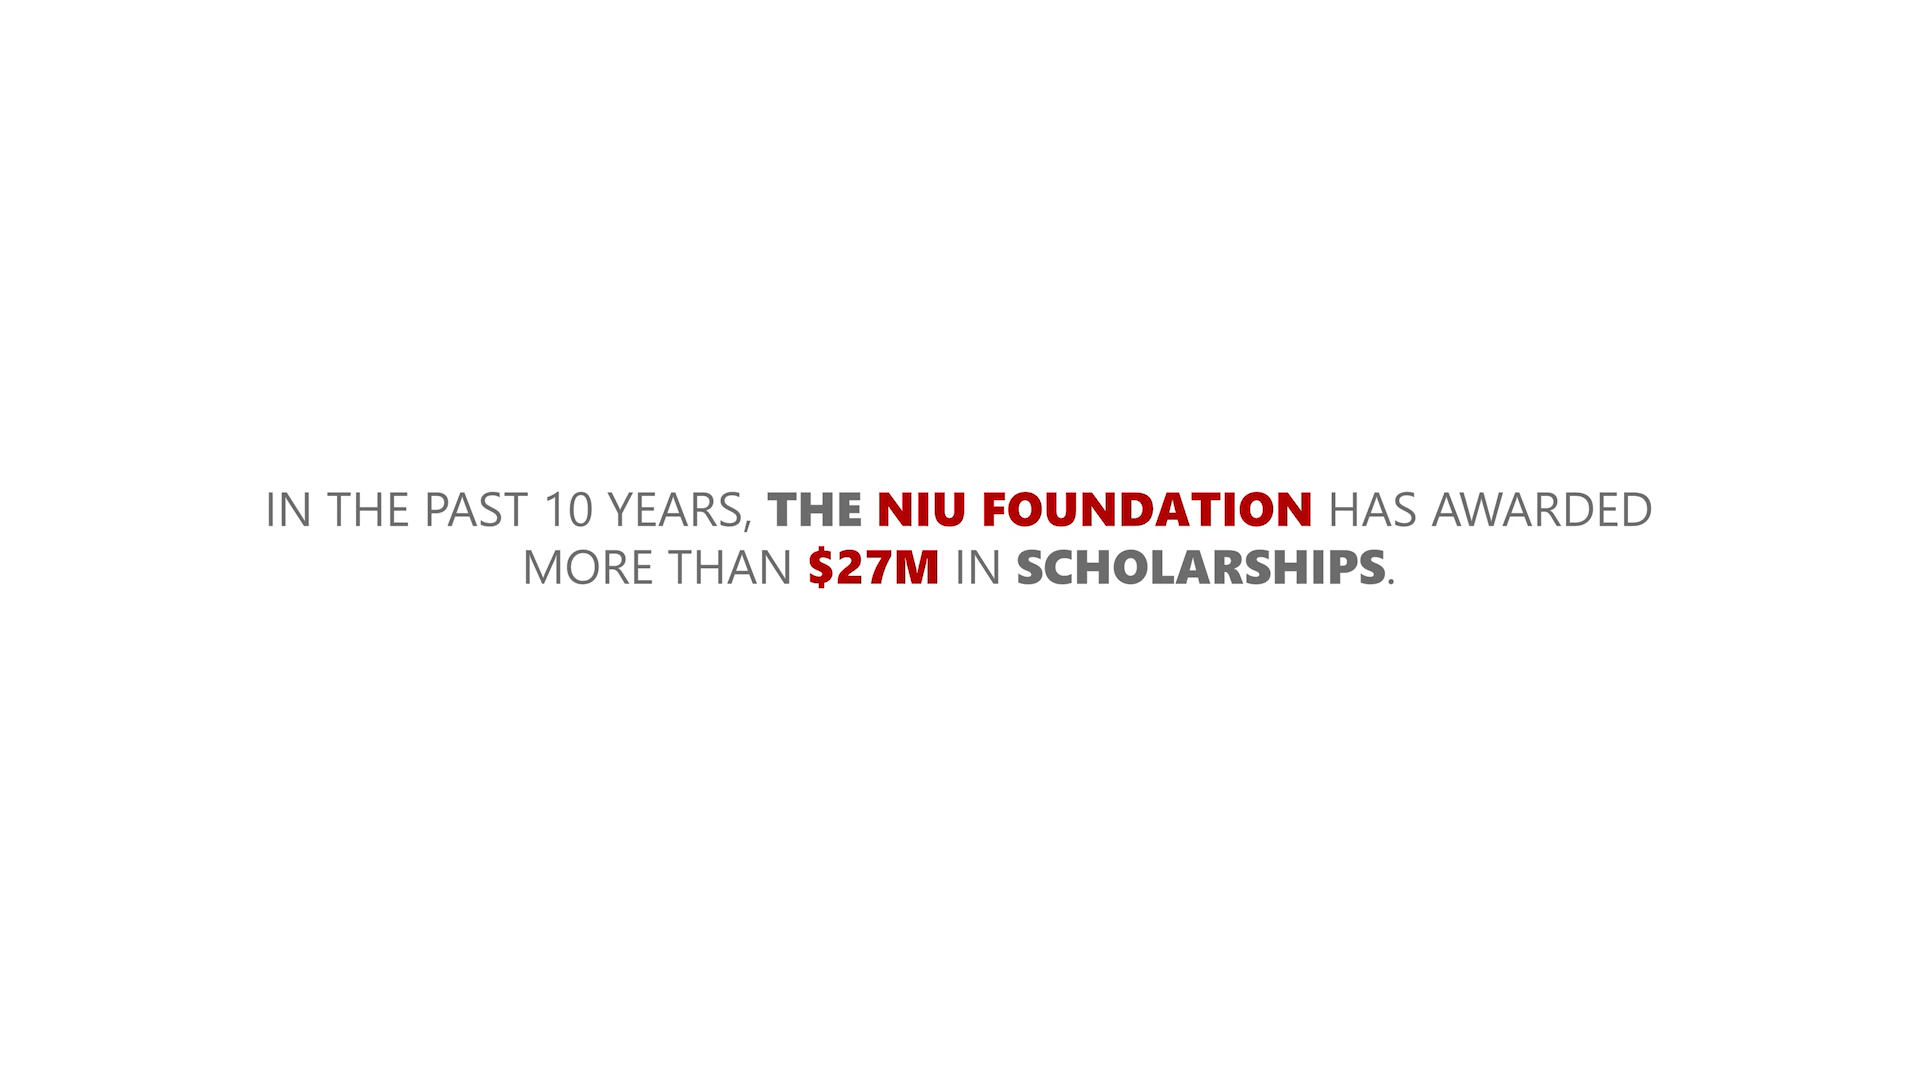 IN THE PAST 10 YEARS, THE NIU FOUNDATION HAS AWARDED
MORE THAN $27M IN SCHOLARSHIPS.